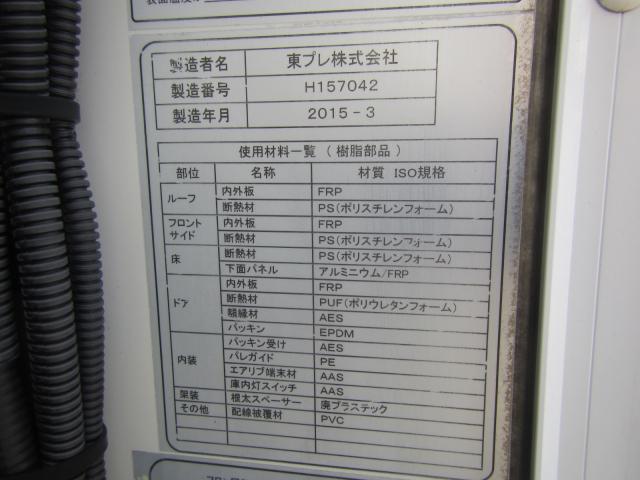 製造者名 東プレ株式会社
製造番号 H157042
製造年月 2015-3
使用材料一覧（樹脂部品）
部位 名称 材質 ISO規格
ルーフ 内外板 FRP
断熱材 PS(ポリスチレンフォーム)
フロント サイド 内外板 FRP
断熱材 PS(ポリスチレンフォーム)
床 断熱材 PS(ポリスチレンフォーム)
下面パネル アルミニウム/FRP
ドア 内外板 FRP
断熱材 PUF(ポリウレタンフォーム)
額縁材 AES
パッキン EPDM
内装 パッキン受け AES
パレガイド PE
エアリブ端末材 AAS
庫内灯スイッチ AAS
架装 根太スペーサー 廃プラステック
その他 配線被覆材 PVC